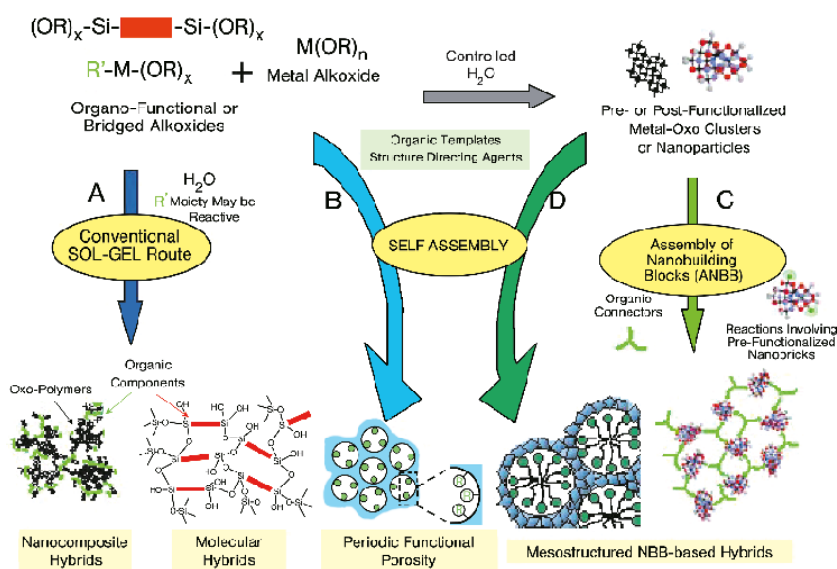 (OR)x-Si-        -Si-(OR)x
R'-M-(OR)x
+
M(OR)n
Metal Alkoxide
Organo-Functional or
Bridged Alkoxides
Controlled
H2O
Pre- or Post-Functionalized
Metal-Oxo Clusters
or Nanoparticles
Organic Templates
Structure Directing Agents
A
H2O
R' Moiety May be
Reactive
Conventional
SOL-GEL Route
B
D
SELF ASSEMBLY
C
Assembly of
Nanobuilding
Blocks (ANBB)
Organic
Connectors
Reactions Involving
Pre-Functionalized
Nanobricks
Oxo-Polymers
Organic
Components
Nanocomposite
Hybrids
Molecular
Hybrids
Periodic Functional
Porosity
Mesostructured NBB-based Hybrids